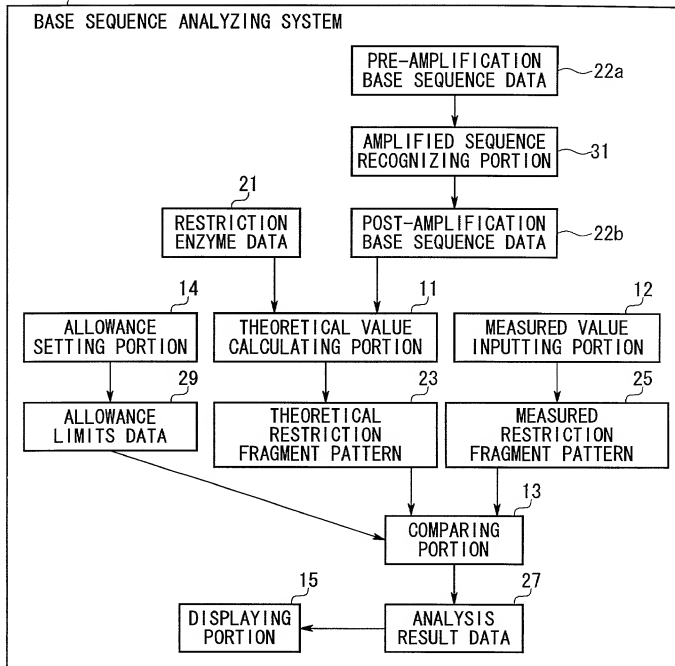 BASE SEQUENCE ANALYZING SYSTEM
PRE-AMPLIFICATION
BASE SEQUENCE DATA
22a
AMPLIFIED SEQUENCE
RECOGNIZING PORTION
31
21
RESTRICTION
ENZYME DATA
POST-AMPLIFICATION
BASE SEQUENCE DATA
22b
14
ALLOWANCE
SETTING PORTION
11
THEORETICAL VALUE
CALCULATING PORTION
12
MEASURED VALUE
INPUTTING PORTION
29
ALLOWANCE
LIMITS DATA
23
THEORETICAL
RESTRICTION
FRAGMENT PATTERN
25
MEASURED
RESTRICTION
FRAGMENT PATTERN
13
COMPARING
PORTION
15
DISPLAYING
PORTION
27
ANALYSIS
RESULT DATA